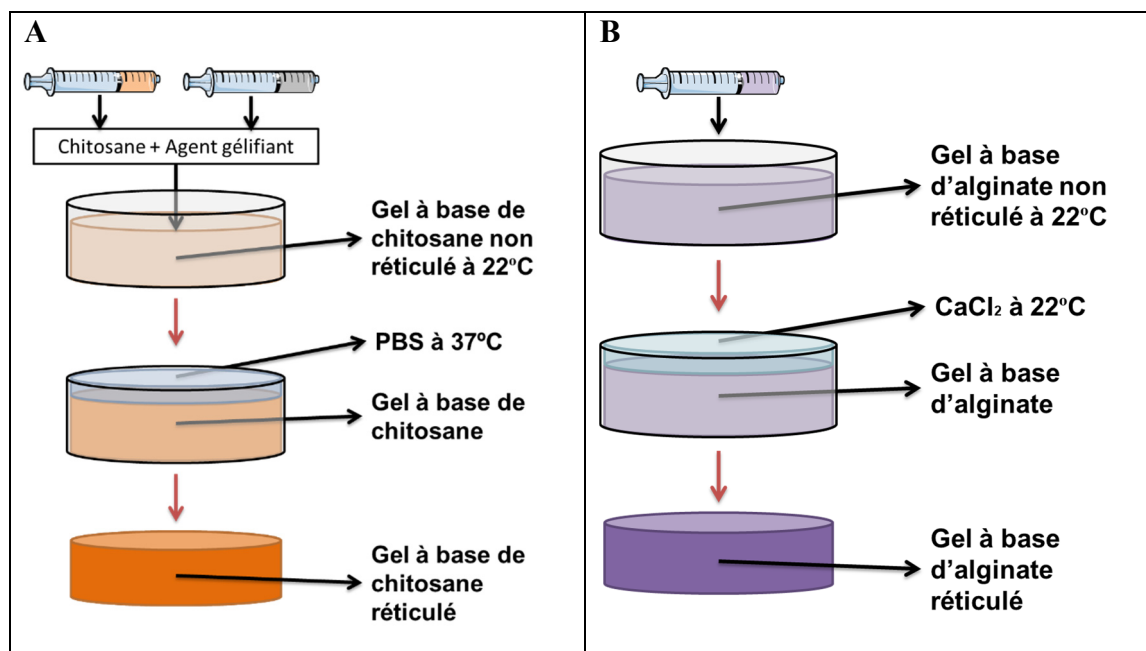 A
Chitosane + Agent gélifiant
Gel à base de
chitosane non
réticulé à 22ºC
PBS à 37ºC
Gel à base de
chitosane
Gel à base de
chitosane
réticulé
B
Gel à base
d’alginate non
réticulé à 22ºC
CaCl₂ à 22ºC
Gel à base
d’alginate
Gel à base
d’alginate
réticulé